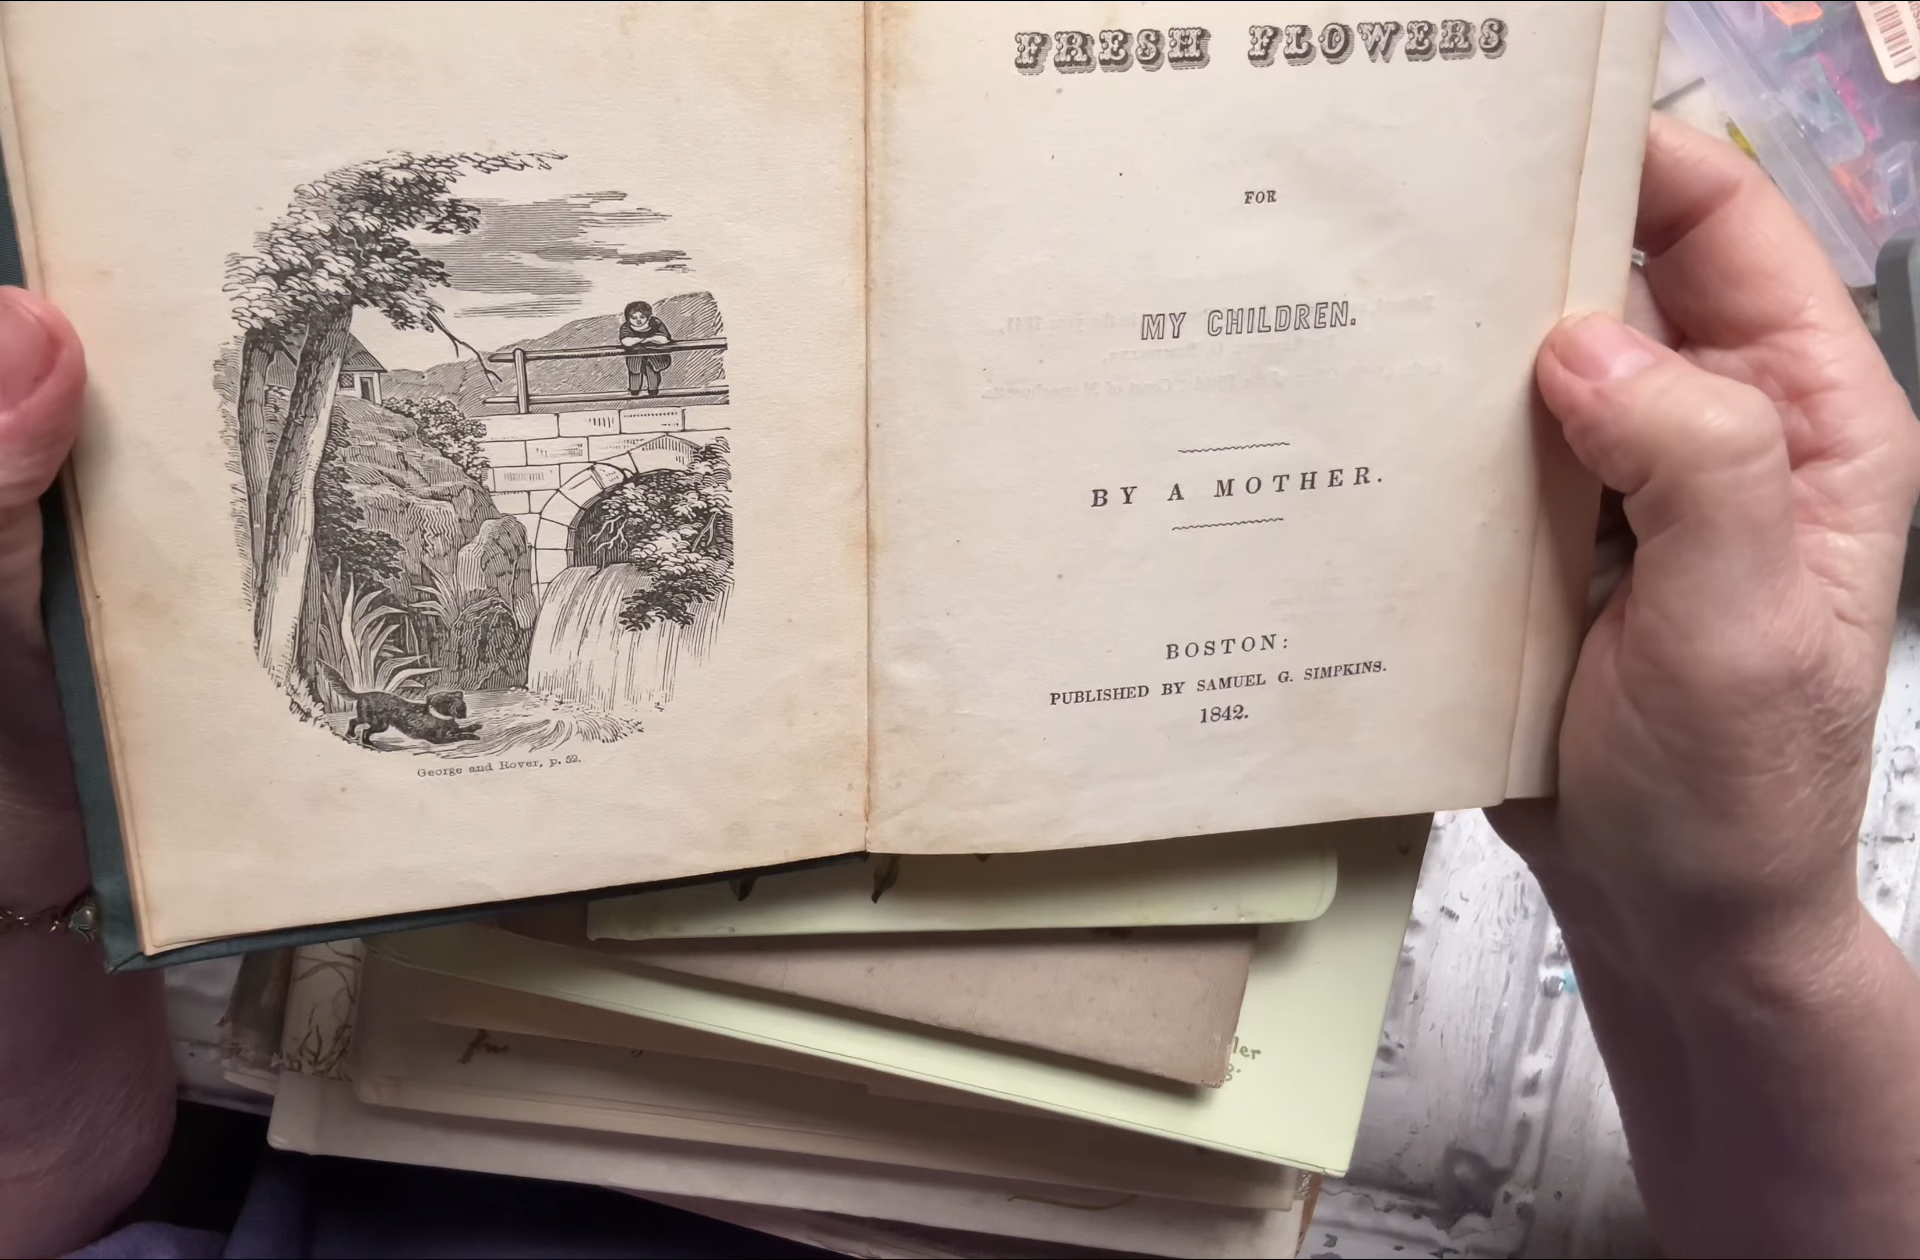 George and Rover, p. 52.
FRESH FLOWERS
FOR
MY CHILDREN.
BY A MOTHER.
BOSTON:
PUBLISHED BY SAMUEL G. SIMPKINS.
1842.